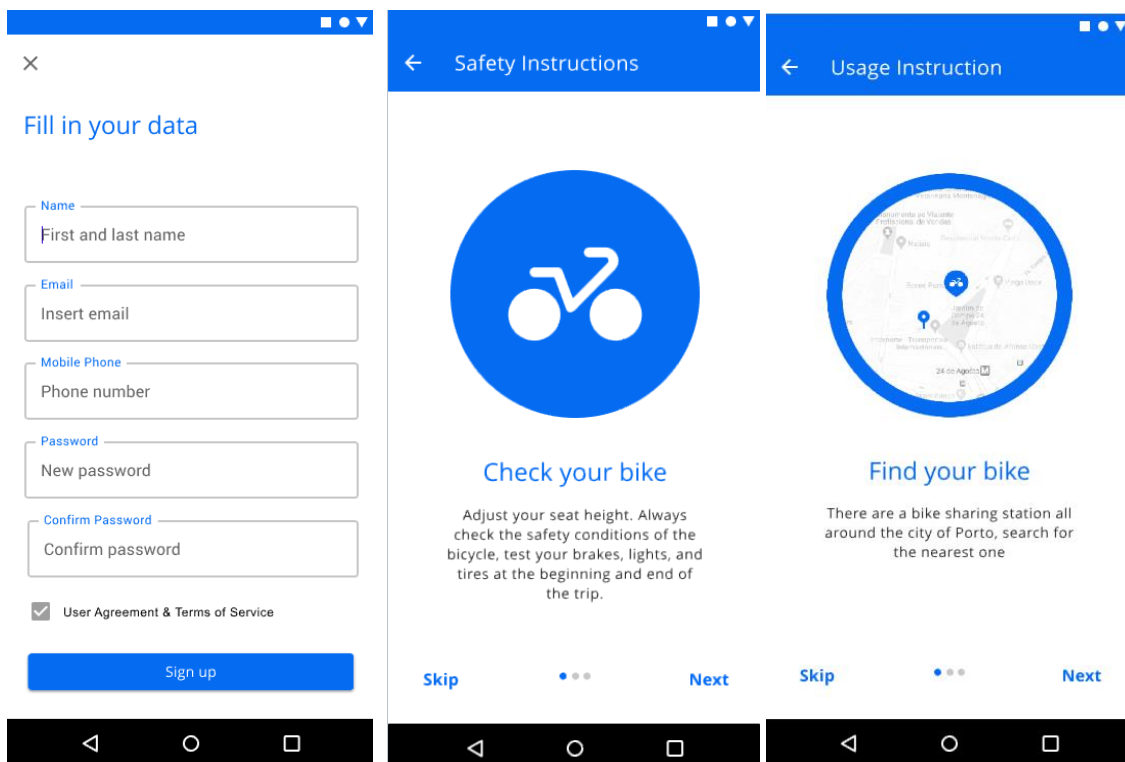 Fill in your data
Name
First and last name
Email
Insert email
Mobile Phone
Phone number
Password
New password
Confirm Password
Confirm password
User Agreement & Terms of Service
Sign up
Safety Instructions
Check your bike
Adjust your seat height. Always
check the safety conditions of the
bicycle, test your brakes, lights, and
tires at the beginning and end of
the trip.
Skip
Next
Usage Instruction
24 de Agosto
Find your bike
There are a bike sharing station all
around the city of Porto, search for
the nearest one
Skip
Next